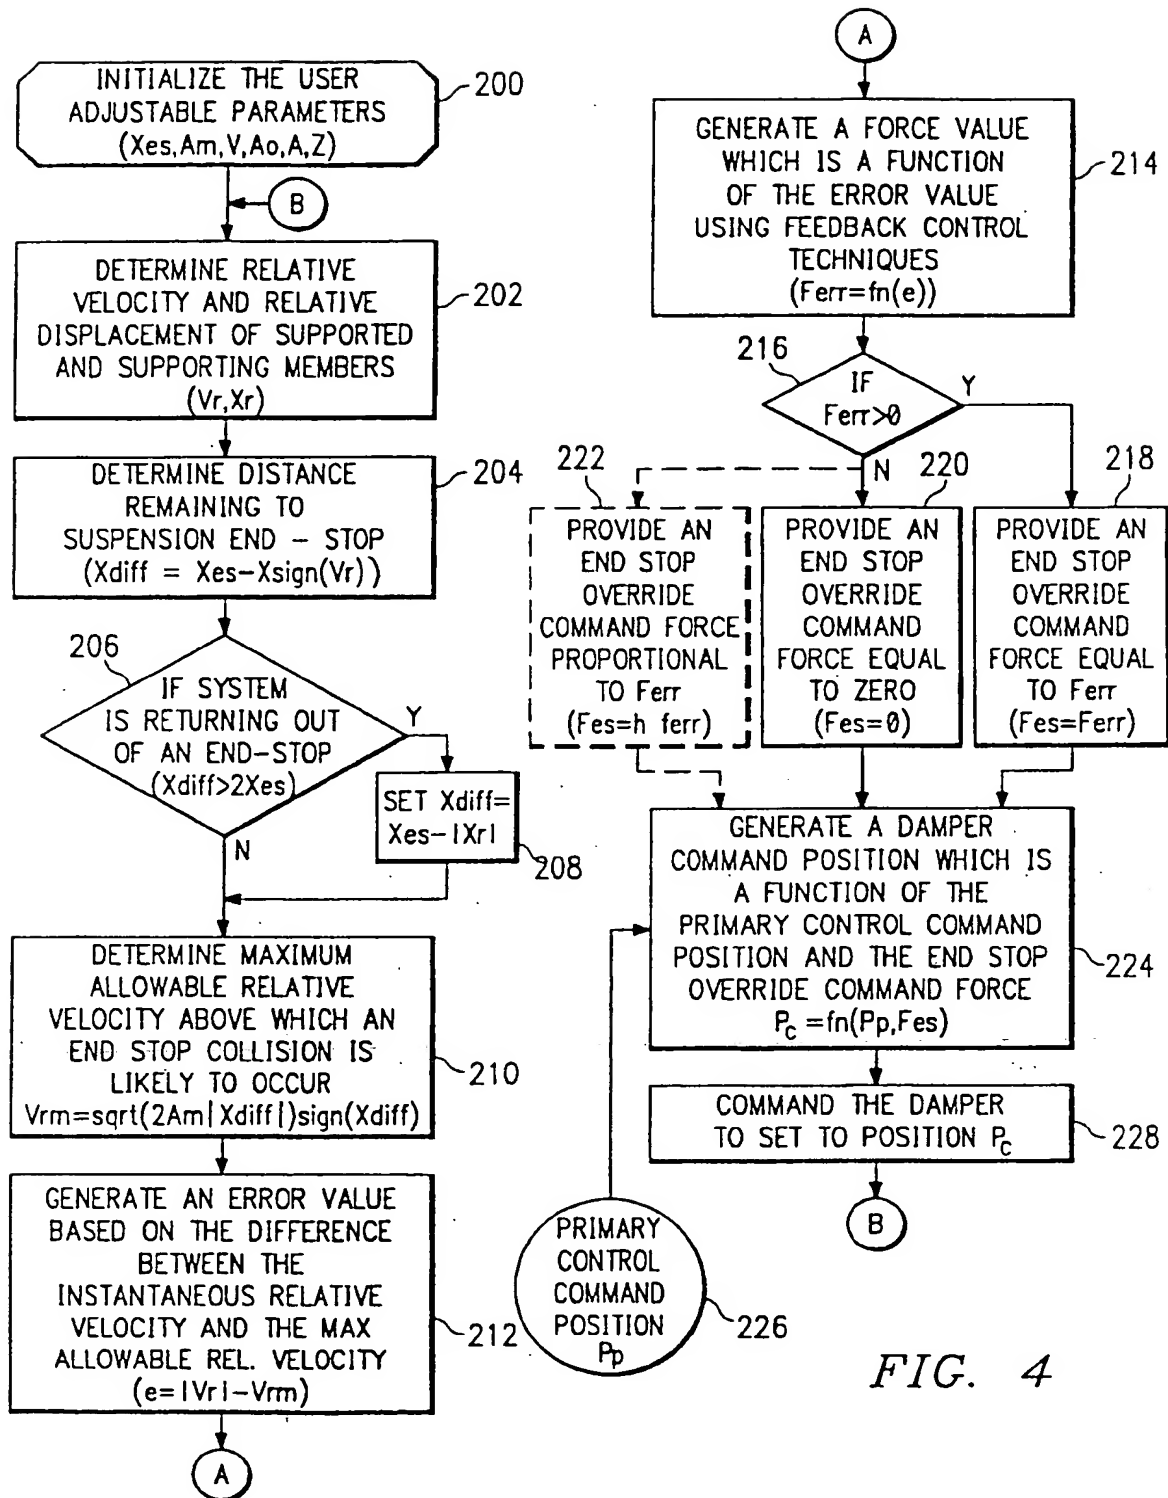 INITIALIZE THE USER
ADJUSTABLE PARAMETERS
(Xes,Am,V,Ao,A,Z)
200
B
DETERMINE RELATIVE
VELOCITY AND RELATIVE
DISPLACEMENT OF SUPPORTED
AND SUPPORTING MEMBERS
(Vr,Xr)
202
DETERMINE DISTANCE
REMAINING TO
SUSPENSION END - STOP
(Xdiff = Xes-Xsign(Vr))
204
206
IF SYSTEM
IS RETURNING OUT
OF AN END-STOP
(Xdiff>2Xes)
Y
N
SET Xdiff=
Xes-|Xr|
208
DETERMINE MAXIMUM
ALLOWABLE RELATIVE
VELOCITY ABOVE WHICH AN
END STOP COLLISION IS
LIKELY TO OCCUR
Vrm=sqrt(2Am|Xdiff|)sign(Xdiff)
210
GENERATE AN ERROR VALUE
BASED ON THE DIFFERENCE
BETWEEN THE
INSTANTANEOUS RELATIVE
VELOCITY AND THE MAX
ALLOWABLE REL. VELOCITY
(e=|Vr|-Vrm)
212
A
A
GENERATE A FORCE VALUE
WHICH IS A FUNCTION
OF THE ERROR VALUE
USING FEEDBACK CONTROL
TECHNIQUES
(Ferr=fn(e))
214
216
IF
Ferr>0
Y
N
222
PROVIDE AN
END STOP
OVERRIDE
COMMAND FORCE
PROPORTIONAL
TO Ferr
(Fes=h ferr)
220
PROVIDE AN
END STOP
OVERRIDE
COMMAND
FORCE EQUAL
TO ZERO
(Fes=0)
218
PROVIDE AN
END STOP
OVERRIDE
COMMAND
FORCE EQUAL
TO Ferr
(Fes=Ferr)
GENERATE A DAMPER
COMMAND POSITION WHICH IS
A FUNCTION OF THE
PRIMARY CONTROL COMMAND
POSITION AND THE END STOP
OVERRIDE COMMAND FORCE
Pc =fn(Pp,Fes)
224
COMMAND THE DAMPER
TO SET TO POSITION Pc
228
B
PRIMARY
CONTROL
COMMAND
POSITION
Pp
226
FIG. 4